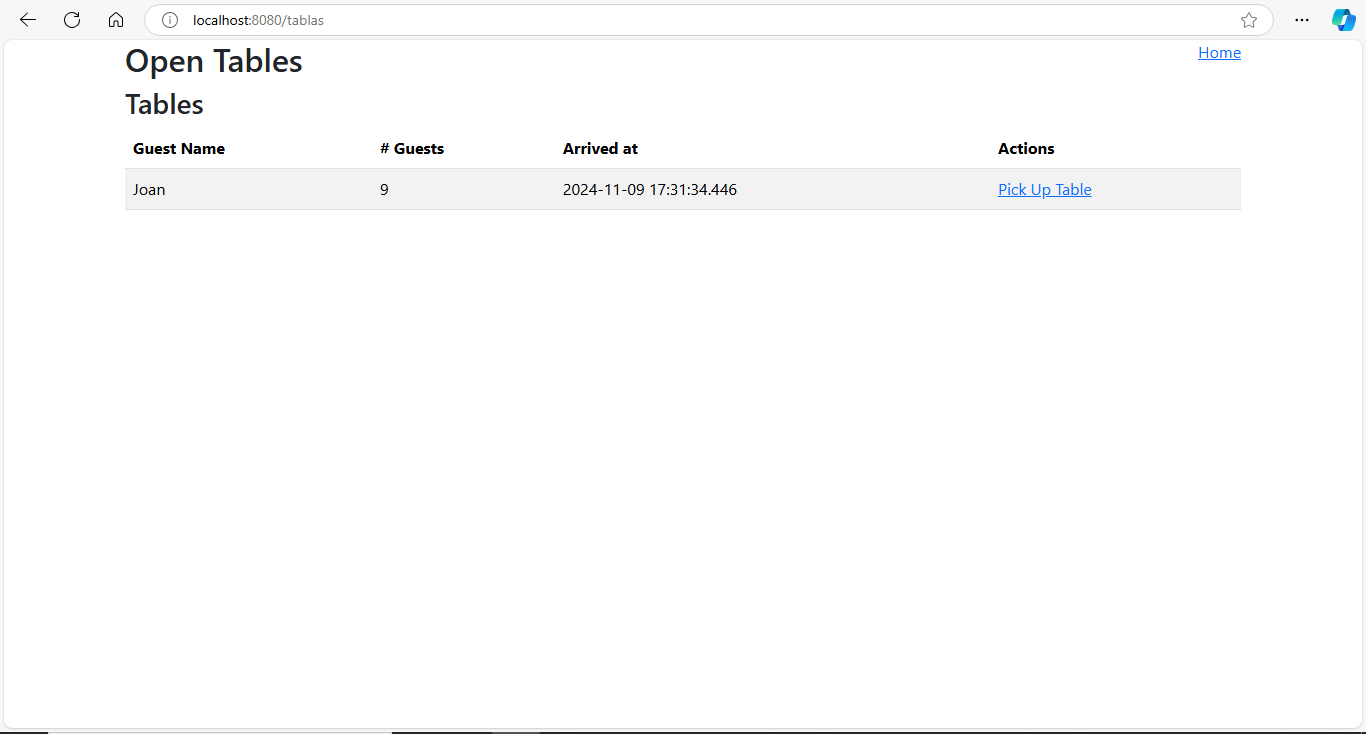 localhost:8080/tablas
Open Tables
Home
Tables
Guest Name # Guests Arrived at Actions
Joan 9 2024-11-09 17:31:34.446 Pick Up Table